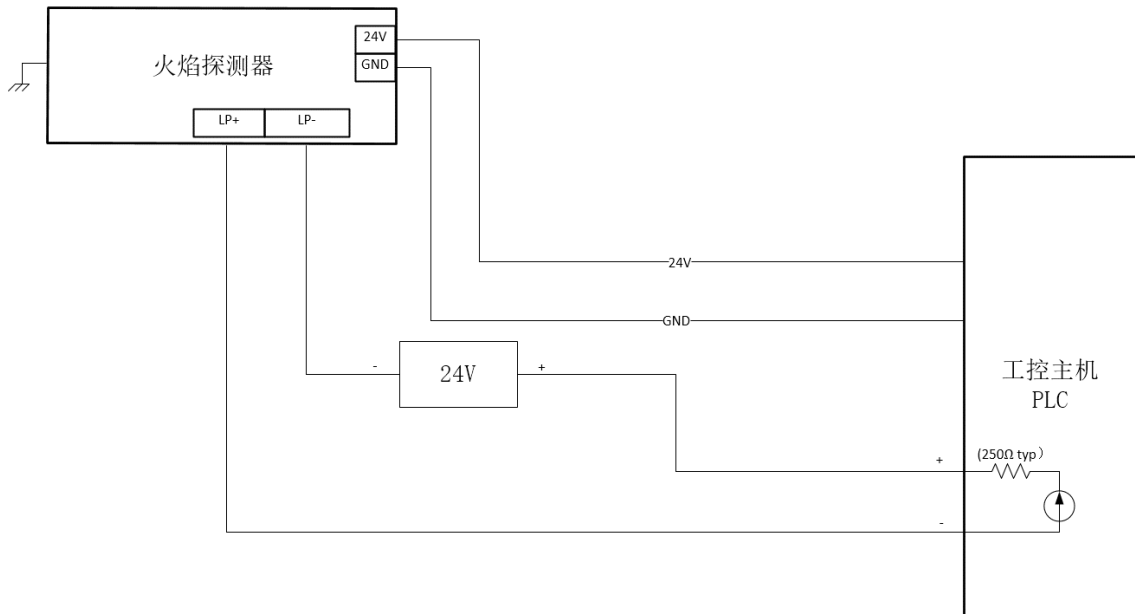 24V
火焰探测器
GND
LP+
LP-
24V
GND
-
24V
+
工控主机
PLC
+
(250Ω typ）
-